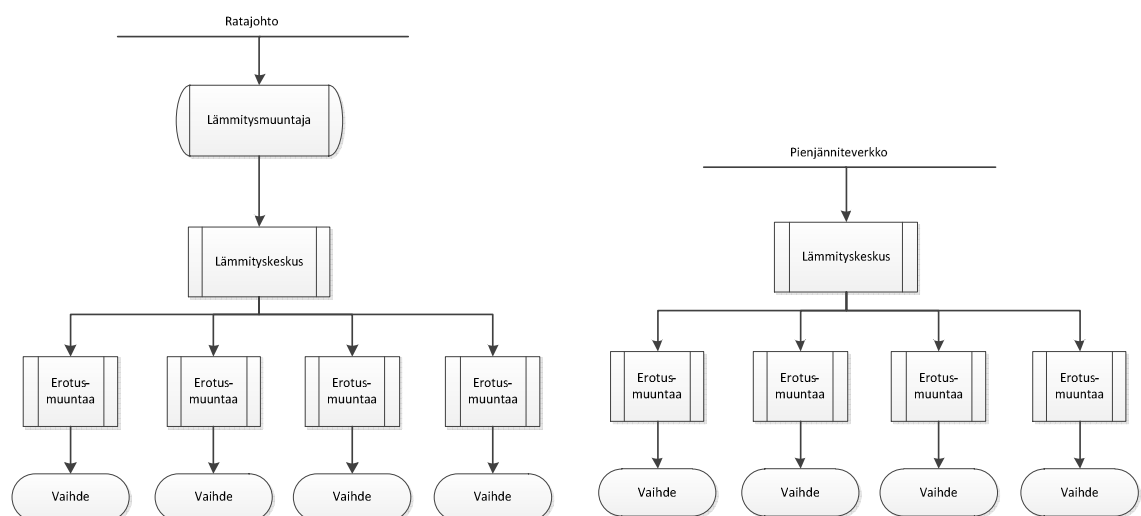 Ratajohto
Lämmitysmuuntaja
Lämmityskeskus
Erotus-
muuntaa
Erotus-
muuntaa
Erotus-
muuntaa
Erotus-
muuntaa
Vaihde
Vaihde
Vaihde
Vaihde
Pienjänniteverkko
Lämmityskeskus
Erotus-
muuntaa
Erotus-
muuntaa
Erotus-
muuntaa
Erotus-
muuntaa
Vaihde
Vaihde
Vaihde
Vaihde